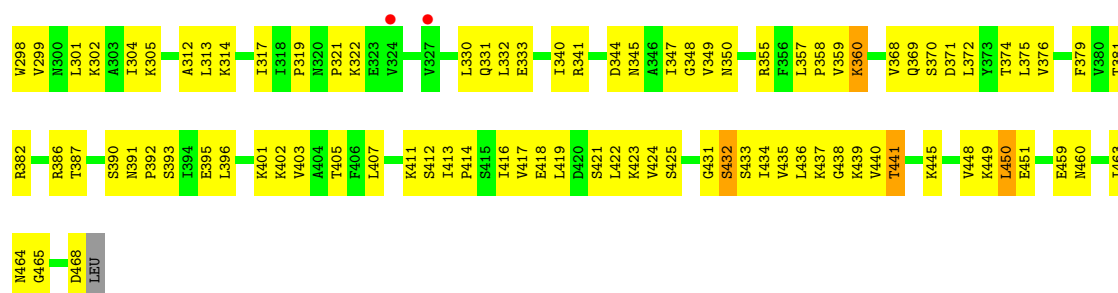 W298 V299 N300 L301 K302 A303 I304 K305 A312 L313 K314 I317 I318 P319 N320 P321 K322 E323 V324 V327 L330 Q331 L332 E333 I340 R341 D344 N345 A346 I347 G348 V349 N350 R355 F356 L357 P358 V359 K360 V368 Q369 S370 D371 L372 Y373 T374 L375 V376 F379 V380 T381
R382 R386 T387 S390 N391 P392 S393 I394 E395 L396 K401 K402 V403 A404 T405 F406 L407 K411 S412 I413 P414 S415 I416 V417 E418 L419 D420 S421 L422 K423 V424 S425 G431 S432 S433 I434 V435 L436 K437 G438 K439 V440 T441 K445 V448 K449 L450 E451 E459 N460
N464 G465 D468 LEU